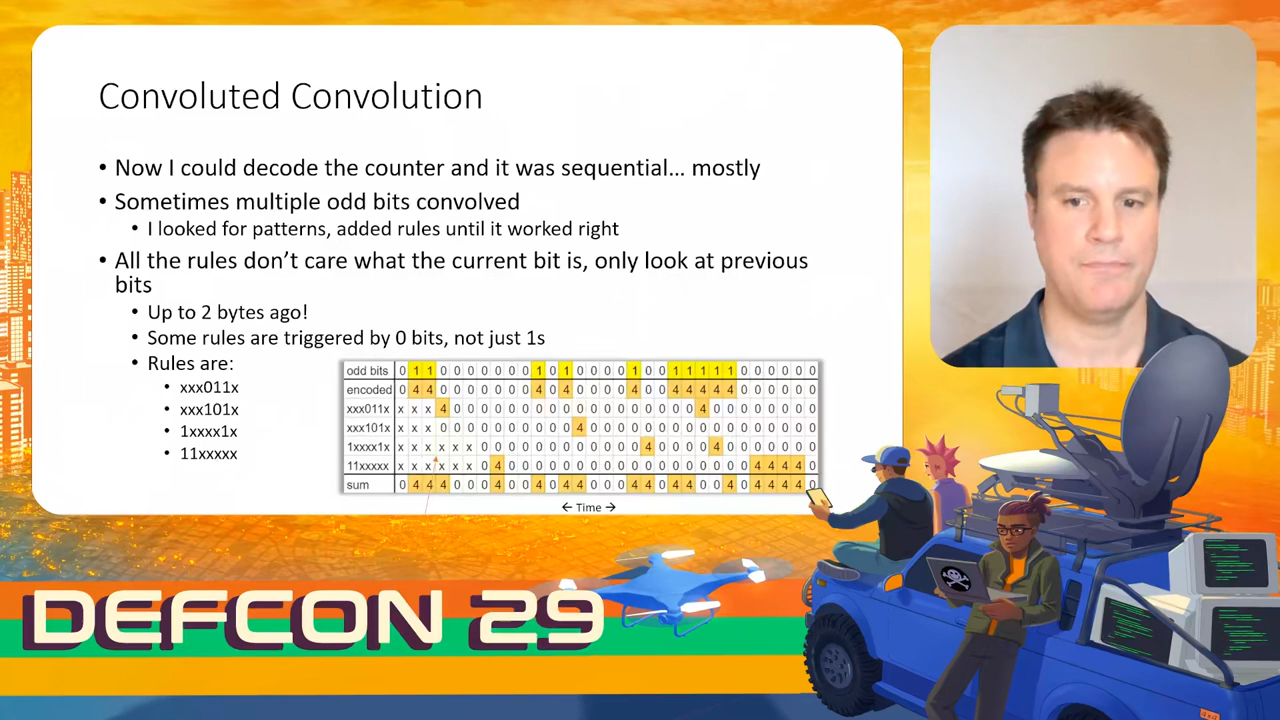 Convoluted Convolution
• Now I could decode the counter and it was sequential… mostly
• Sometimes multiple odd bits convolved
• I looked for patterns, added rules until it worked right
• All the rules don't care what the current bit is, only look at previous
bits
• Up to 2 bytes ago!
• Some rules are triggered by 0 bits, not just 1s
• Rules are:
• xxx011x
• xxx101x
• 1xxxx1x
• 11xxxxx
odd bits 0 1 1 0 0 0 0 0 0 0 1 0 1 0 0 0 0 1 0 0 1 1 1 1 1 0 0 0 0 0 0
encoded 0 4 4 0 0 0 0 0 0 0 4 0 4 0 0 0 0 4 0 0 4 4 4 4 4 0 0 0 0 0 0
xxx011x x x x 4 0 0 0 0 0 0 0 0 0 0 0 0 0 0 0 0 0 0 4 0 0 0 0 0 0 0 0
xxx101x x x x 0 0 0 0 0 0 0 0 0 0 4 0 0 0 0 0 0 0 0 0 0 0 0 0 0 0 0 0
1xxxx1x x x x x x x 0 0 0 0 0 0 0 0 0 0 0 0 4 0 0 0 0 4 0 0 0 0 0 0 0
11xxxxx x x x x x x 0 4 0 0 0 0 0 0 0 0 0 0 0 0 0 0 0 0 0 0 4 4 4 4 0
sum 0 4 4 4 0 0 0 4 0 0 4 0 4 4 0 0 0 4 4 0 4 4 0 0 4 0 4 4 4 4 0
← Time →
DEFCON 29